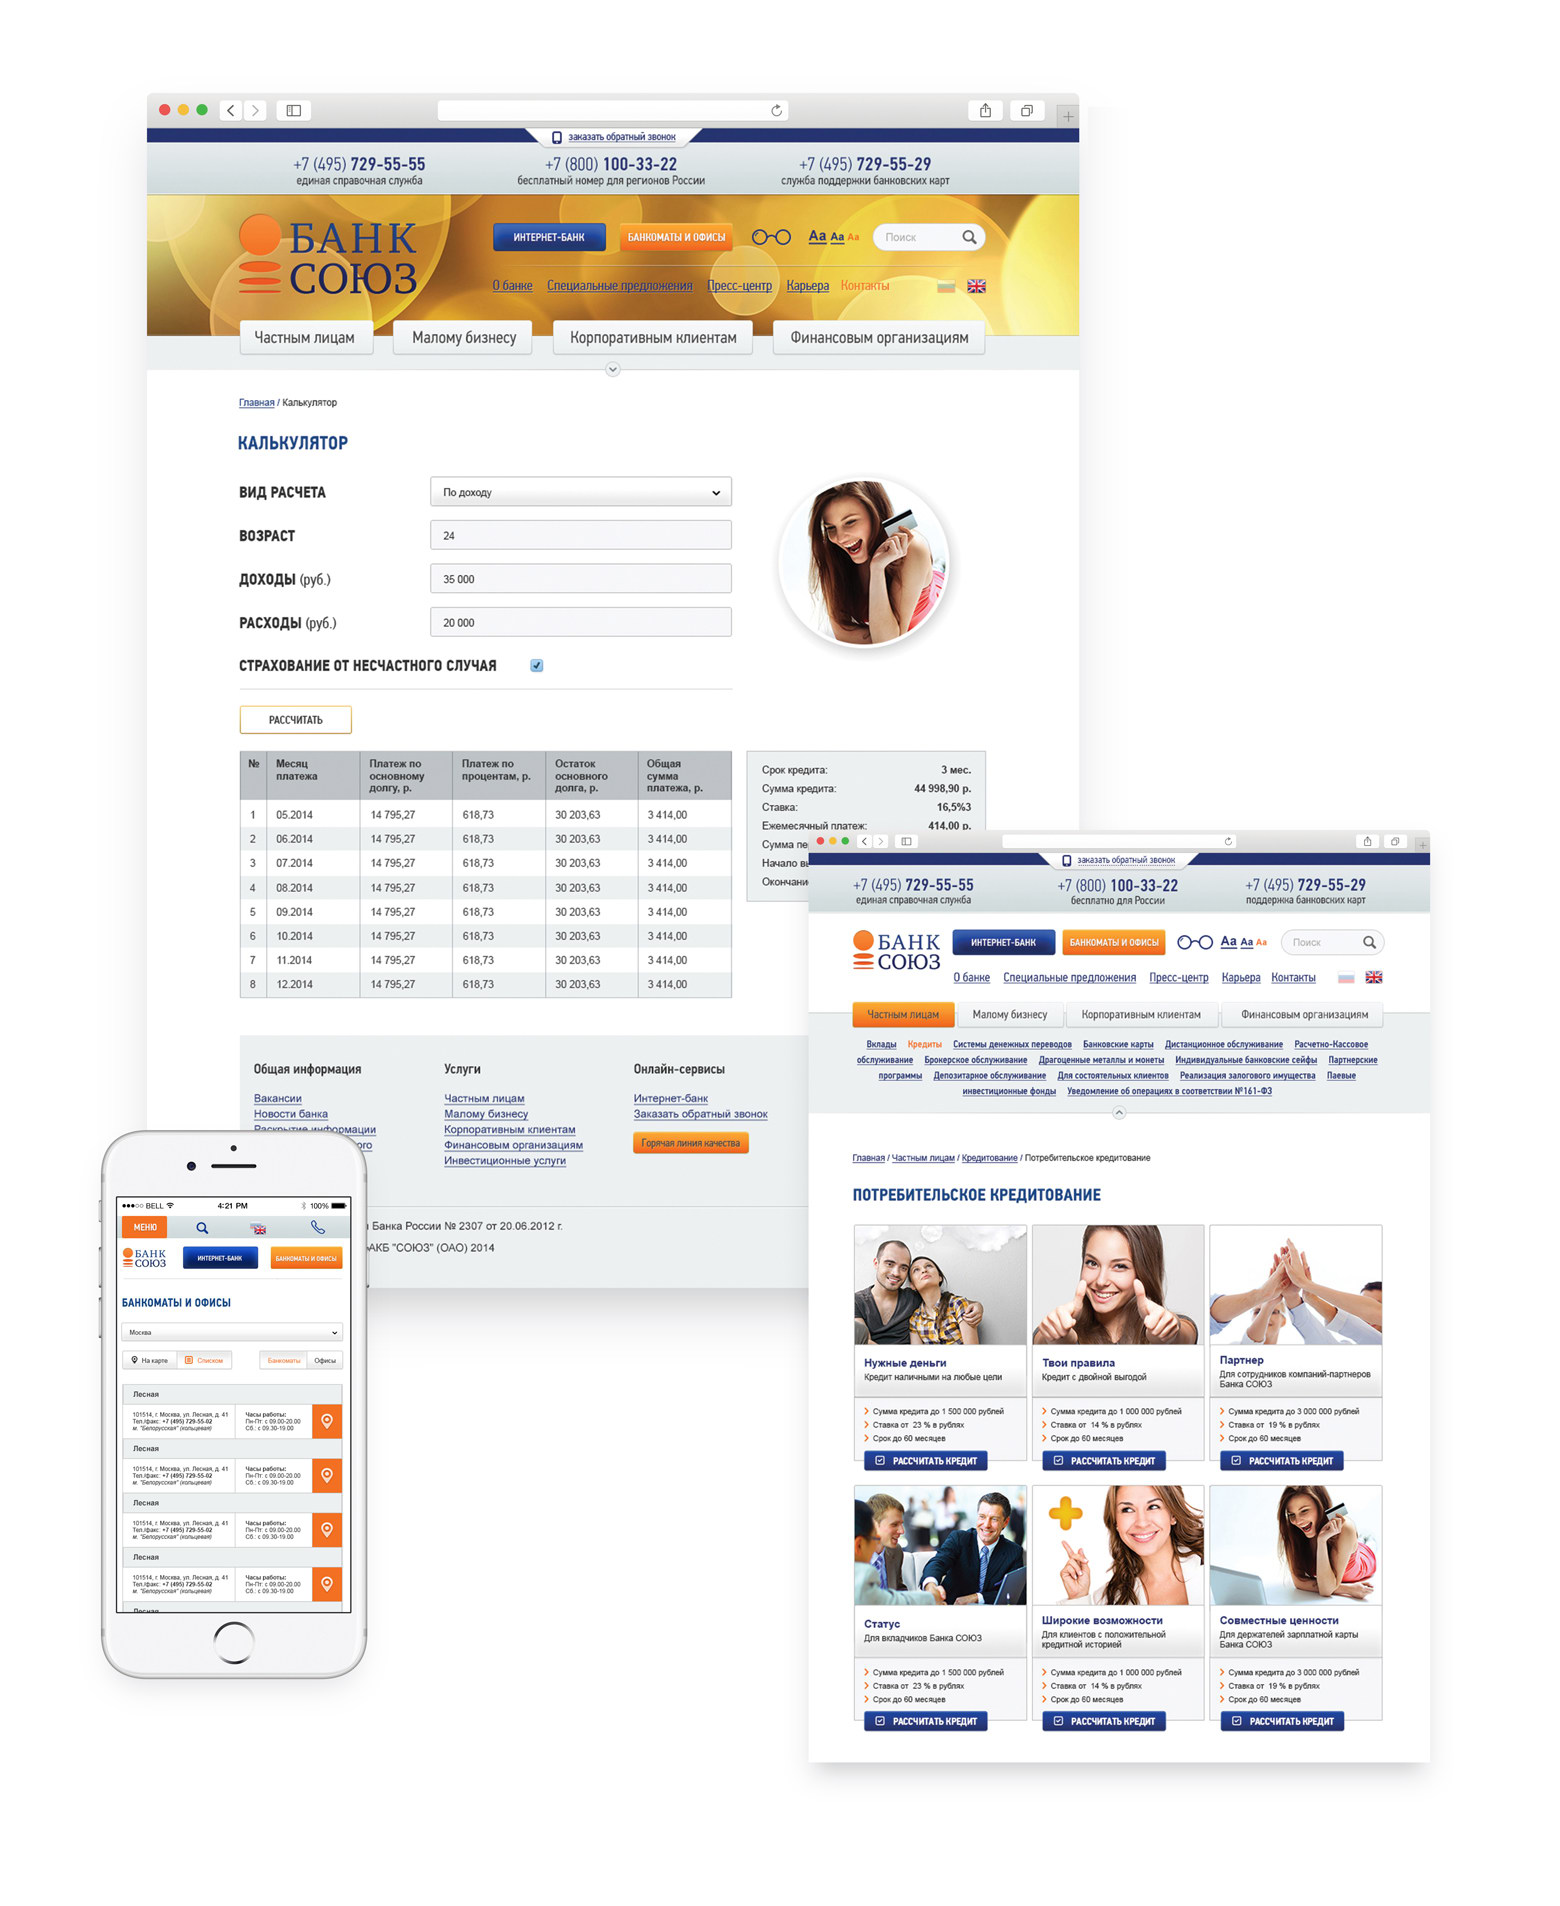 заказать обратный звонок
+7 (495) 729-55-55
единая справочная служба
+7 (800) 100-33-22
бесплатный номер для регионов России
+7 (495) 729-55-29
служба поддержки банковских карт
БАНК
СОЮЗ
ИНТЕРНЕТ-БАНК
БАНКОМАТЫ И ОФИСЫ
Aa Aa Aa
Поиск
О банке Специальные предложения Пресс-центр Карьера Контакты
Частным лицам
Малому бизнесу
Корпоративным клиентам
Финансовым организациям
Главная / Калькулятор
КАЛЬКУЛЯТОР
ВИД РАСЧЕТА По доходу
ВОЗРАСТ 24
ДОХОДЫ (руб.) 35 000
РАСХОДЫ (руб.) 20 000
СТРАХОВАНИЕ ОТ НЕСЧАСТНОГО СЛУЧАЯ
РАССЧИТАТЬ
№ Месяц Платеж по Платеж по Остаток Общая
платежа основному процентам, р. основного сумма
долгу, р. долга, р. платежа, р.
1 05.2014 14 795,27 618,73 30 203,63 3 414,00
2 06.2014 14 795,27 618,73 30 203,63 3 414,00
3 07.2014 14 795,27 618,73 30 203,63 3 414,00
4 08.2014 14 795,27 618,73 30 203,63 3 414,00
5 09.2014 14 795,27 618,73 30 203,63 3 414,00
6 10.2014 14 795,27 618,73 30 203,63 3 414,00
7 11.2014 14 795,27 618,73 30 203,63 3 414,00
8 12.2014 14 795,27 618,73 30 203,63 3 414,00
Срок кредита: 3 мес.
Сумма кредита: 44 998,90 р.
Ставка: 16,5%3
Ежемесячный платеж: 414,00 р.
Сумма пе
Начало в
Окончани
Общая информация
Вакансии
Новости банка
Раскрытие информации
ого
Услуги
Частным лицам
Малому бизнесу
Корпоративным клиентам
Финансовым организациям
Инвестиционные услуги
Онлайн-сервисы
Интернет-банк
Заказать обратный звонок
Горячая линия качества
Банка России № 2307 от 20.06.2012 г.
АКБ "СОЮЗ" (ОАО) 2014
BELL 4:21 PM 100%
МЕНЮ
БАНК
СОЮЗ
ИНТЕРНЕТ-БАНК
БАНКОМАТЫ И ОФИСЫ
БАНКОМАТЫ И ОФИСЫ
Москва
На карте Списком Банкоматы Офисы
Лесная
101514, г. Москва, ул. Лесная, д. 41 Часы работы:
Тел./факс: +7 (495) 729-55-02 Пн-Пт: с 09.00-20.00
м. "Белорусская" (кольцевая) Сб.: с 09.30-19.00
Лесная
101514, г. Москва, ул. Лесная, д. 41 Часы работы:
Тел./факс: +7 (495) 729-55-02 Пн-Пт: с 09.00-20.00
м. "Белорусская" (кольцевая) Сб.: с 09.30-19.00
Лесная
101514, г. Москва, ул. Лесная, д. 41 Часы работы:
Тел./факс: +7 (495) 729-55-02 Пн-Пт: с 09.00-20.00
м. "Белорусская" (кольцевая) Сб.: с 09.30-19.00
Лесная
101514, г. Москва, ул. Лесная, д. 41 Часы работы:
Тел./факс: +7 (495) 729-55-02 Пн-Пт: с 09.00-20.00
м. "Белорусская" (кольцевая) Сб.: с 09.30-19.00
Лесная
заказать обратный звонок
+7 (495) 729-55-55
единая справочная служба
+7 (800) 100-33-22
бесплатно для России
+7 (495) 729-55-29
поддержка банковских карт
БАНК
СОЮЗ
ИНТЕРНЕТ-БАНК
БАНКОМАТЫ И ОФИСЫ
Aa Aa Aa
Поиск
О банке Специальные предложения Пресс-центр Карьера Контакты
Частным лицам
Малому бизнесу
Корпоративным клиентам
Финансовым организациям
Вклады Кредиты Системы денежных переводов Банковские карты Дистанционное обслуживание Расчетно-Кассовое
обслуживание Брокерское обслуживание Драгоценные металлы и монеты Индивидуальные банковские сейфы Партнерские
программы Депозитарное обслуживание Для состоятельных клиентов Реализация залогового имущества Паевые
инвестиционные фонды Уведомление об операциях в соответствии №161-ФЗ
Главная / Частным лицам / Кредитование / Потребительское кредитование
ПОТРЕБИТЕЛЬСКОЕ КРЕДИТОВАНИЕ
Нужные деньги
Кредит наличными на любые цели
Сумма кредита до 1 500 000 рублей
Ставка от 23 % в рублях
Срок до 60 месяцев
РАССЧИТАТЬ КРЕДИТ
Твои правила
Кредит с двойной выгодой
Сумма кредита до 1 000 000 рублей
Ставка от 14 % в рублях
Срок до 60 месяцев
РАССЧИТАТЬ КРЕДИТ
Партнер
Для сотрудников компаний-партнеров
Банка СОЮЗ
Сумма кредита до 3 000 000 рублей
Ставка от 19 % в рублях
Срок до 60 месяцев
РАССЧИТАТЬ КРЕДИТ
Статус
Для вкладчиков Банка СОЮЗ
Сумма кредита до 1 500 000 рублей
Ставка от 23 % в рублях
Срок до 60 месяцев
РАССЧИТАТЬ КРЕДИТ
Широкие возможности
Для клиентов с положительной
кредитной историей
Сумма кредита до 1 000 000 рублей
Ставка от 14 % в рублях
Срок до 60 месяцев
РАССЧИТАТЬ КРЕДИТ
Совместные ценности
Для держателей зарплатной карты
Банка СОЮЗ
Сумма кредита до 3 000 000 рублей
Ставка от 19 % в рублях
Срок до 60 месяцев
РАССЧИТАТЬ КРЕДИТ